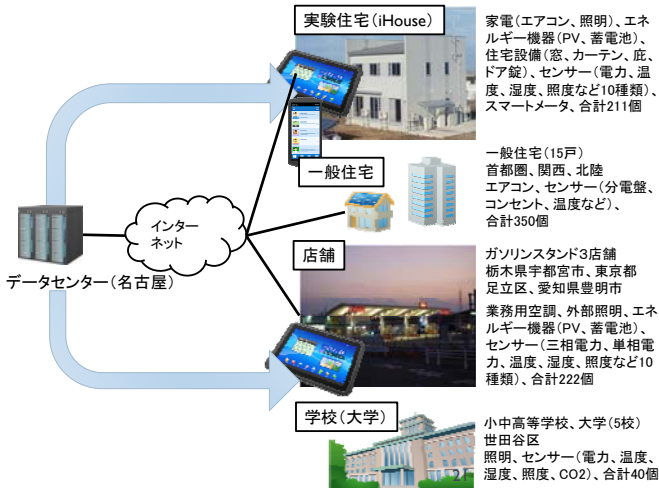 実験住宅(iHouse)
家電(エアコン、照明)、エネ
ルギー機器(PV、蓄電池)、
住宅設備(窓、カーテン、庇、
ドア錠)、センサー(電力、温
度、湿度、照度など10種類)、
スマートメータ、合計211個
一般住宅
一般住宅(15戸)
首都圏、関西、北陸
エアコン、センサー(分電盤、
コンセント、温度など)、
合計350個
インター
ネット
データセンター(名古屋)
店舗
ガソリンスタンド3店舗
栃木県宇都宮市、東京都
足立区、愛知県豊明市
業務用空調、外部照明、エネ
ルギー機器(PV、蓄電池)、
センサー(三相電力、単相電
力、温度、湿度、照度など10
種類)、合計222個
学校(大学)
小中高等学校、大学(5校)
世田谷区
照明、センサー(電力、温度、
湿度、照度、CO2)、合計40個
21